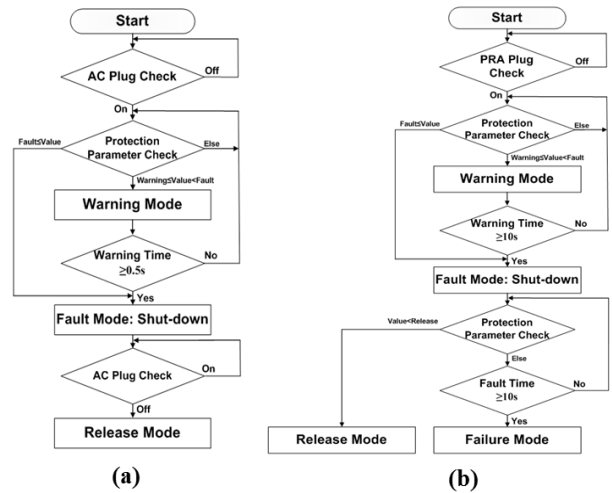 Start
AC Plug Check
Off
On
Fault≤Value
Protection
Parameter Check
Else
Warning≤Value<Fault
Warning Mode
Warning Time
≥0.5s
No
Yes
Fault Mode: Shut-down
AC Plug Check
On
Off
Release Mode
(a)
Start
PRA Plug
Check
Off
On
Fault≤Value
Protection
Parameter Check
Else
Warning≤Value<Fault
Warning Mode
Warning Time
≥10s
No
Yes
Fault Mode: Shut-down
Value<Release
Protection
Parameter Check
Else
Fault Time
≥10s
No
Yes
Release Mode
Failure Mode
(b)